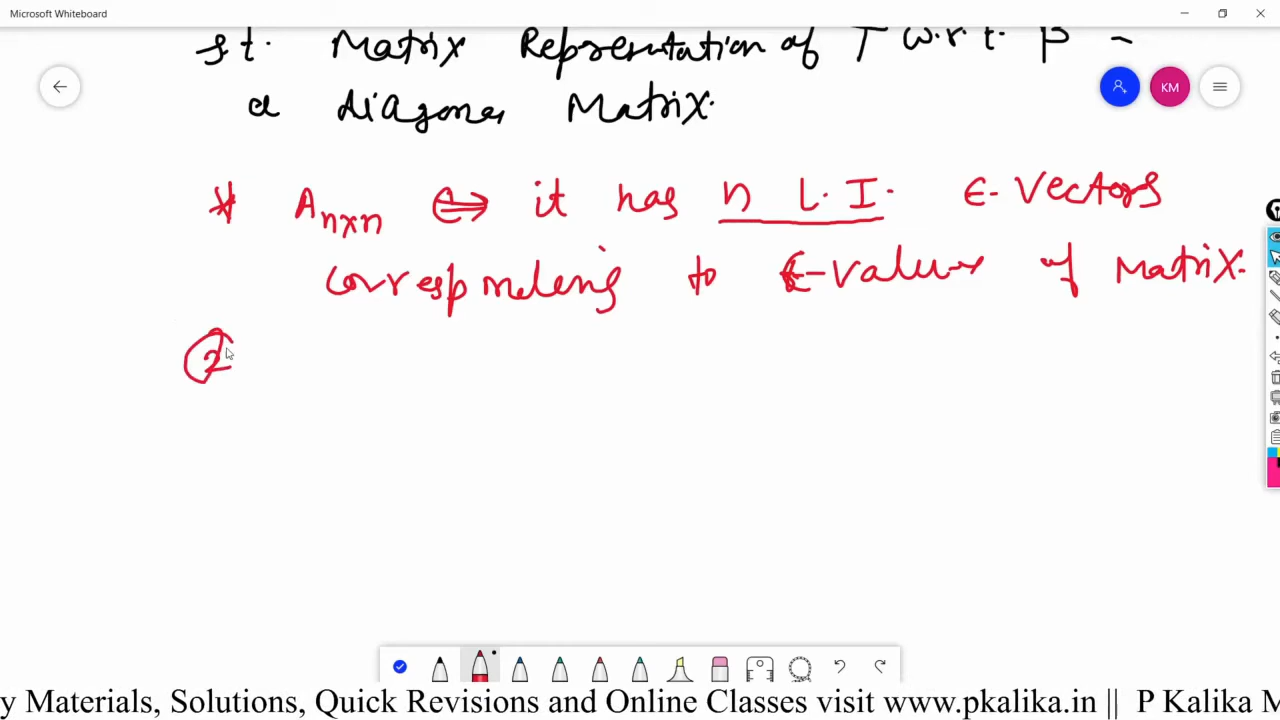 Microsoft Whiteboard
st. Matrix Representation of T w.r.t. β =
a diagonal Matrix.
KM
* Anxn ⟺ it has n L.I. E-Vectors
corresponding to E-values of Matrix.
2
y Materials, Solutions, Quick Revisions and Online Classes visit www.pkalika.in || P Kalika M